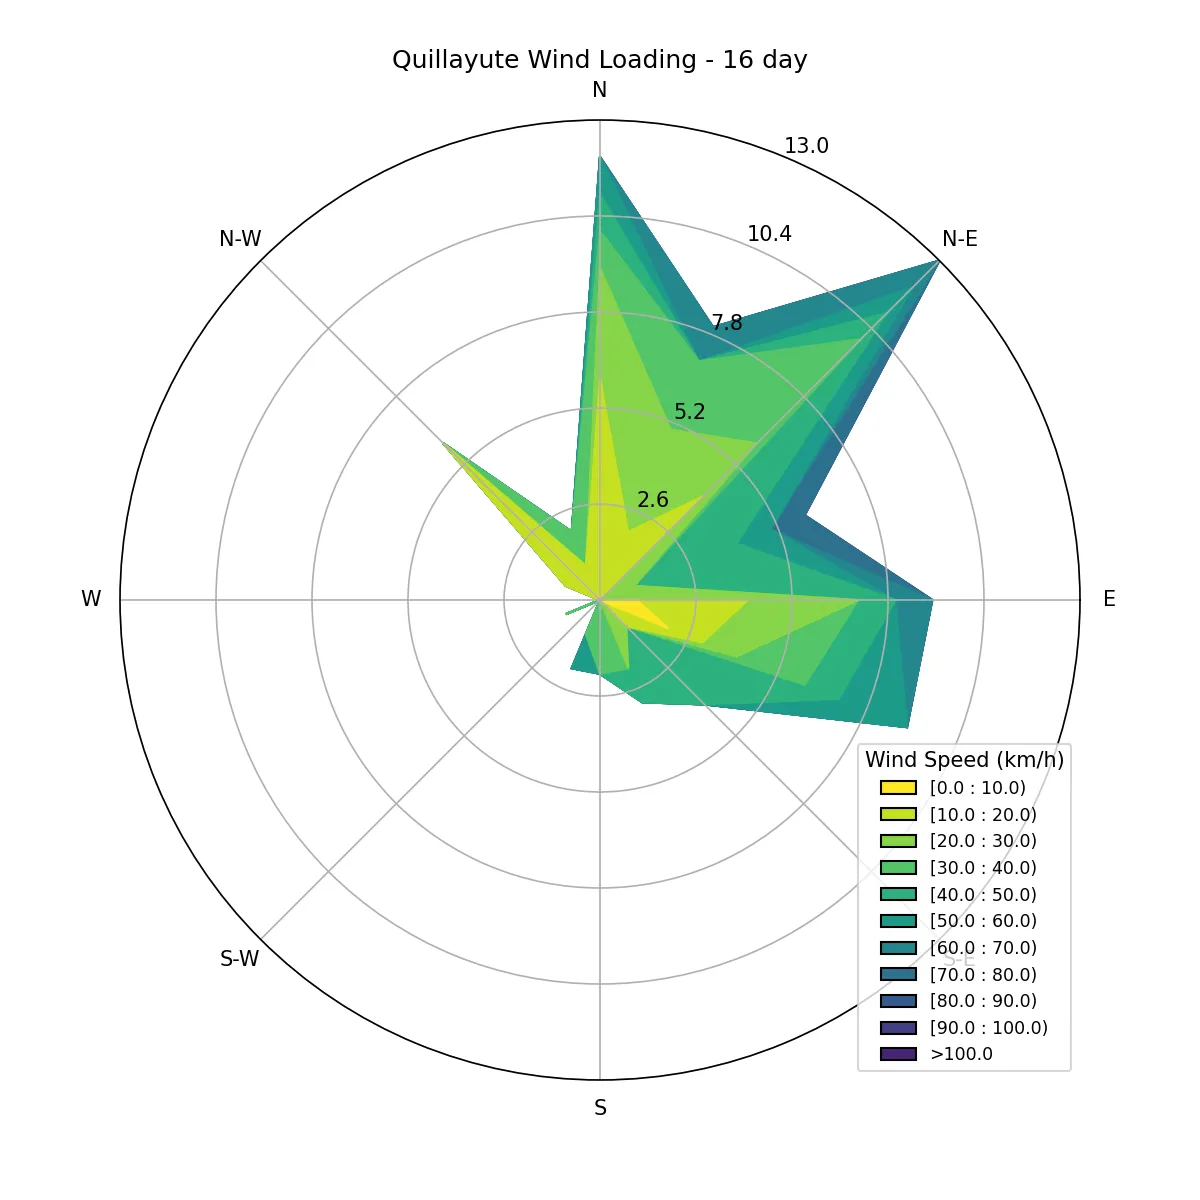 Quillayute Wind Loading - 16 day
N
13.0
10.4
N-W
N-E
7.8
5.2
2.6
W
E
Wind Speed (km/h)
[0.0 : 10.0)
[10.0 : 20.0)
[20.0 : 30.0)
[30.0 : 40.0)
[40.0 : 50.0)
[50.0 : 60.0)
[60.0 : 70.0)
[70.0 : 80.0)
[80.0 : 90.0)
[90.0 : 100.0)
>100.0
S-W
S-E
S